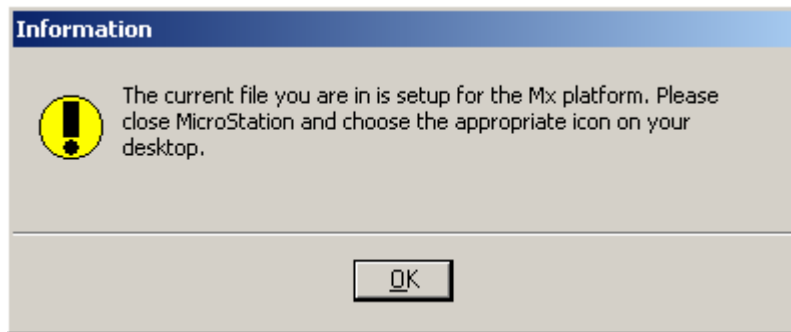 Information
The current file you are in is setup for the Mx platform. Please
close MicroStation and choose the appropriate icon on your
desktop.
OK